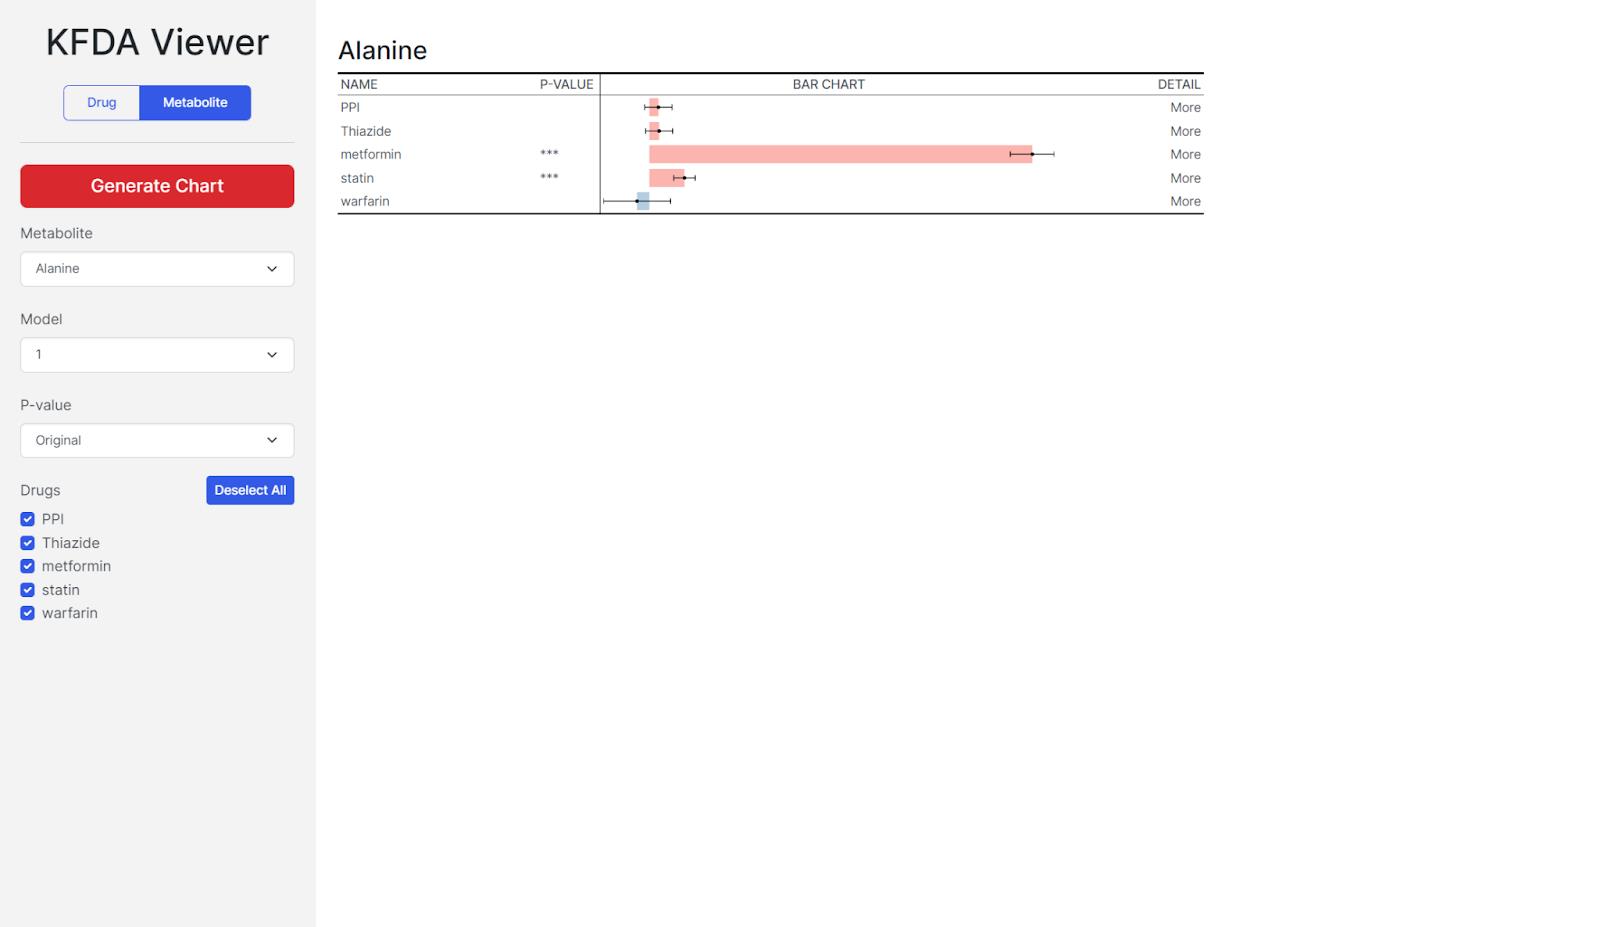 KFDA Viewer
Drug Metabolite
Generate Chart
Metabolite
Alanine
Model
1
P-value
Original
Drugs Deselect All
PPI
Thiazide
metformin
statin
warfarin
Alanine
NAME P-VALUE BAR CHART DETAIL
PPI More
Thiazide More
metformin *** More
statin *** More
warfarin More